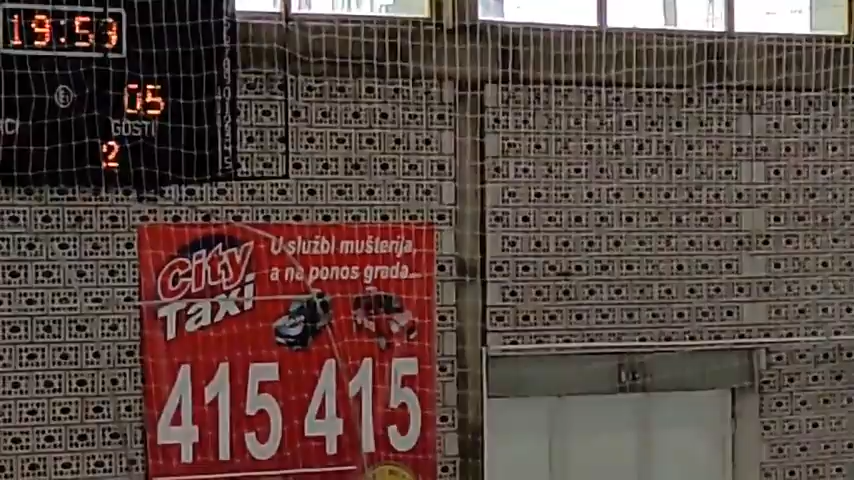 19:53
05
GOSTI
2
City
Taxi
U službi mušterija,
a na ponos grada...
415 415